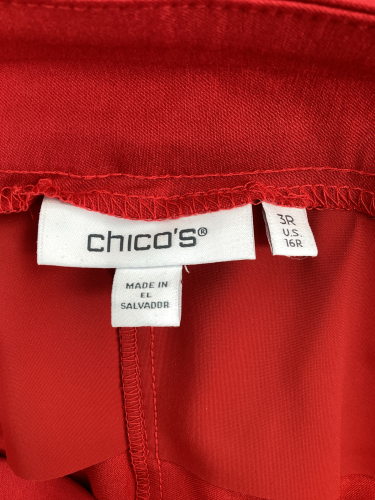 chico's®
3R
U.S.
16R
MADE IN
EL
SALVADOR